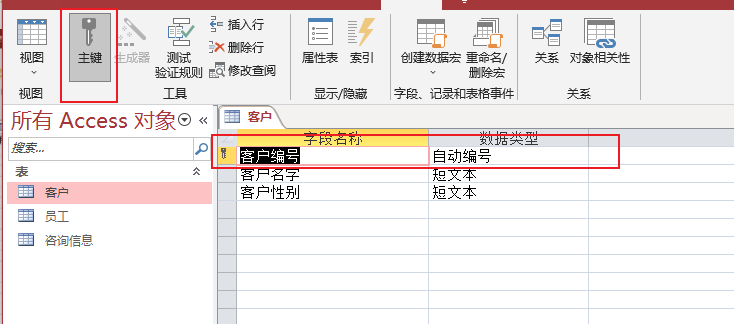 视图
主键
生成器
测试
验证规则
插入行
删除行
修改查阅
属性表
索引
创建数据宏
重命名/
删除宏
关系
对象相关性
视图
工具
显示/隐藏
字段、记录和表格事件
关系
所有 Access 对象
搜索...
表
客户
员工
咨询信息
客户
字段名称 数据类型
客户编号 自动编号
客户名字 短文本
客户性别 短文本